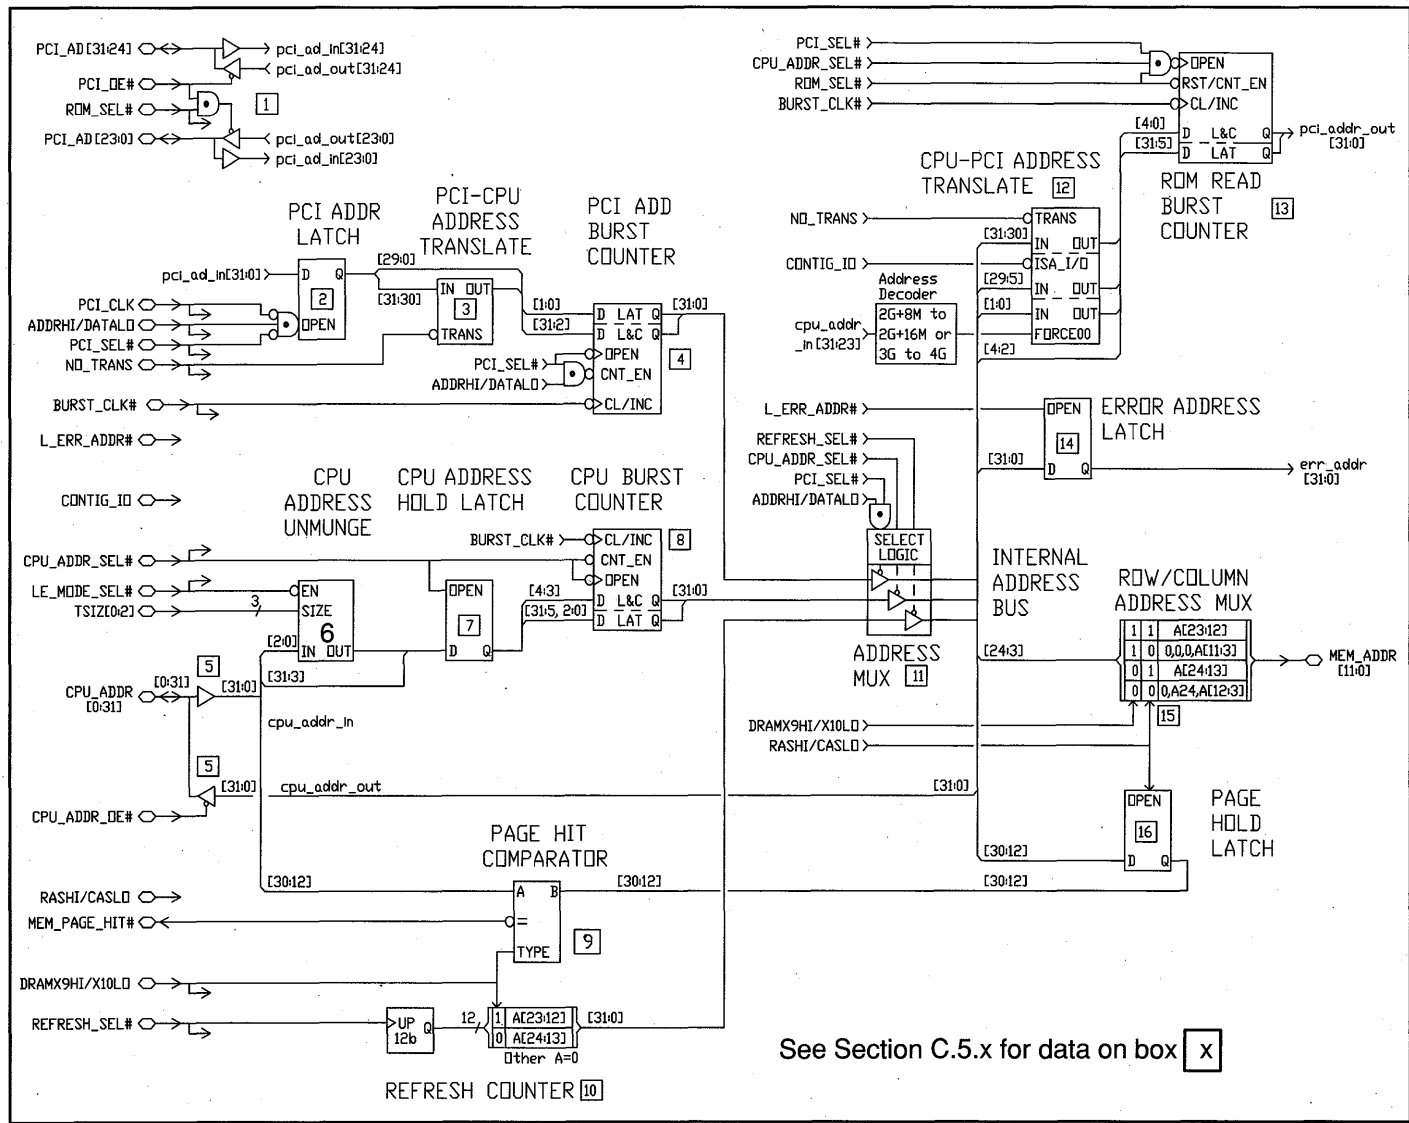 PCI_AD[31:24]
pci_ad_in[31:24]
pci_ad_out[31:24]
PCI_OE#
ROM_SEL#
1
PCI_AD[23:0]
pci_ad_out[23:0]
pci_ad_in[23:0]
PCI ADDR
LATCH
pci_ad_in[31:0]
D Q
2
OPEN
PCI_CLK
ADDRHI/DATALO
PCI_SEL#
NO_TRANS
PCI-CPU
ADDRESS
TRANSLATE
[29:0]
[31:30]
IN OUT
3
TRANS
PCI ADD
BURST
COUNTER
[1:0]
[31:2]
D LAT Q
D L&C Q
OPEN
CNT_EN
CL/INC
4
[31:0]
PCI_SEL#
ADDRHI/DATALO
BURST_CLK#
L_ERR_ADDR#
CONTIG_IO
CPU
ADDRESS
UNMUNGE
CPU ADDRESS
HOLD LATCH
CPU BURST
COUNTER
CPU_ADDR_SEL#
LE_MODE_SEL#
TSIZ[0:2]
3
EN
SIZE
6
IN OUT
[2:0]
[31:3]
OPEN
7
D Q
BURST_CLK#
CL/INC
CNT_EN
OPEN
D L&C Q
D LAT Q
8
[4:3]
[31:5, 2:0]
[31:0]
CPU_ADDR
[0:31]
[0:31]
5
[31:0]
cpu_addr_in
5
[31:0]
cpu_addr_out
[31:0]
CPU_ADDR_OE#
PAGE HIT
COMPARATOR
[30:12]
A B
=
TYPE
9
[30:12]
RASHI/CASLO
MEM_PAGE_HIT#
DRAMX9HI/X10LO
REFRESH_SEL#
UP
12b
Q
12
1 A[23:12]
0 A[24:13]
Other A=0
[31:0]
REFRESH COUNTER 10
PCI_SEL#
CPU_ADDR_SEL#
ROM_SEL#
BURST_CLK#
OPEN
RST/CNT_EN
CL/INC
[4:0]
[31:5]
D L&C Q
D LAT Q
pci_addr_out
[31:0]
ROM READ
BURST
COUNTER
13
CPU-PCI ADDRESS
TRANSLATE 12
NO_TRANS
[31:30]
CONTIG_IO
[29:5]
[1:0]
TRANS
IN OUT
ISA_I/O
IN OUT
IN OUT
FORCE00
Address
Decoder
2G+8M to
2G+16M or
3G to 4G
cpu_addr
_in[31:23]
[4:2]
L_ERR_ADDR#
OPEN
14
D Q
[31:0]
ERROR ADDRESS
LATCH
err_addr
[31:0]
REFRESH_SEL#
CPU_ADDR_SEL#
PCI_SEL#
ADDRHI/DATALO
SELECT
LOGIC
ADDRESS
MUX 11
INTERNAL
ADDRESS
BUS
ROW/COLUMN
ADDRESS MUX
[24:3]
1 1 A[23:12]
1 0 0,0,0,A[11:3]
0 1 A[24:13]
0 0 0,A24,A[12:3]
MEM_ADDR
[11:0]
15
DRAMX9HI/X10LO
RASHI/CASLO
OPEN
16
D Q
PAGE
HOLD
LATCH
[30:12]
[30:12]
See Section C.5.x for data on box x